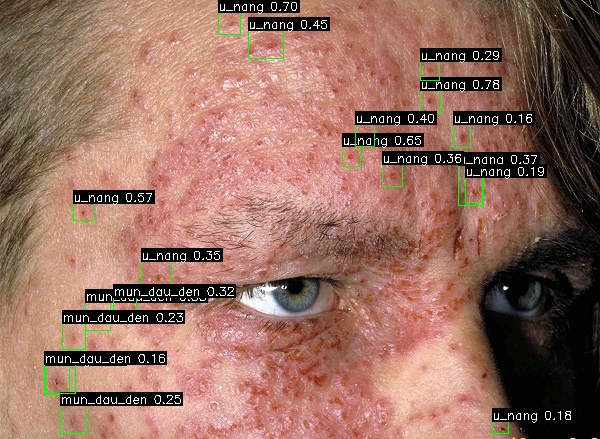 u_nang 0.70
u_nang 0.45
u_nang 0.29
u_nang 0.78
u_nang 0.40
u_nang 0.16
u_nang 0.65
u_nang 0.36
u_nang 0.37
u_nang 0.19
u_nang 0.57
u_nang 0.35
mun_dau_den 0.32
mun_dau_den 0.23
mun_dau_den 0.16
mun_dau_den 0.25
u_nang 0.18